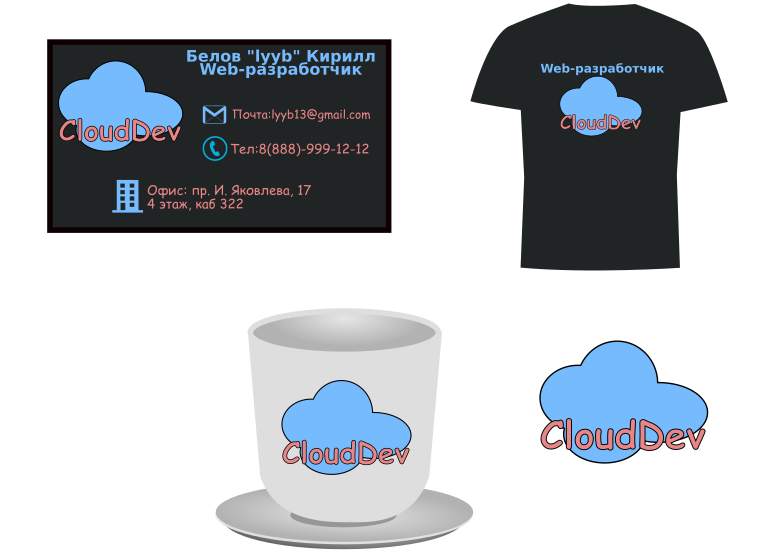 Белов "lyyb" Кирилл
Web-разработчик
CloudDev
Почта:lyyb13@gmail.com
Тел:8(888)-999-12-12
Офис: пр. И. Яковлева, 17
4 этаж, каб 322
Web-разработчик
CloudDev
CloudDev
CloudDev